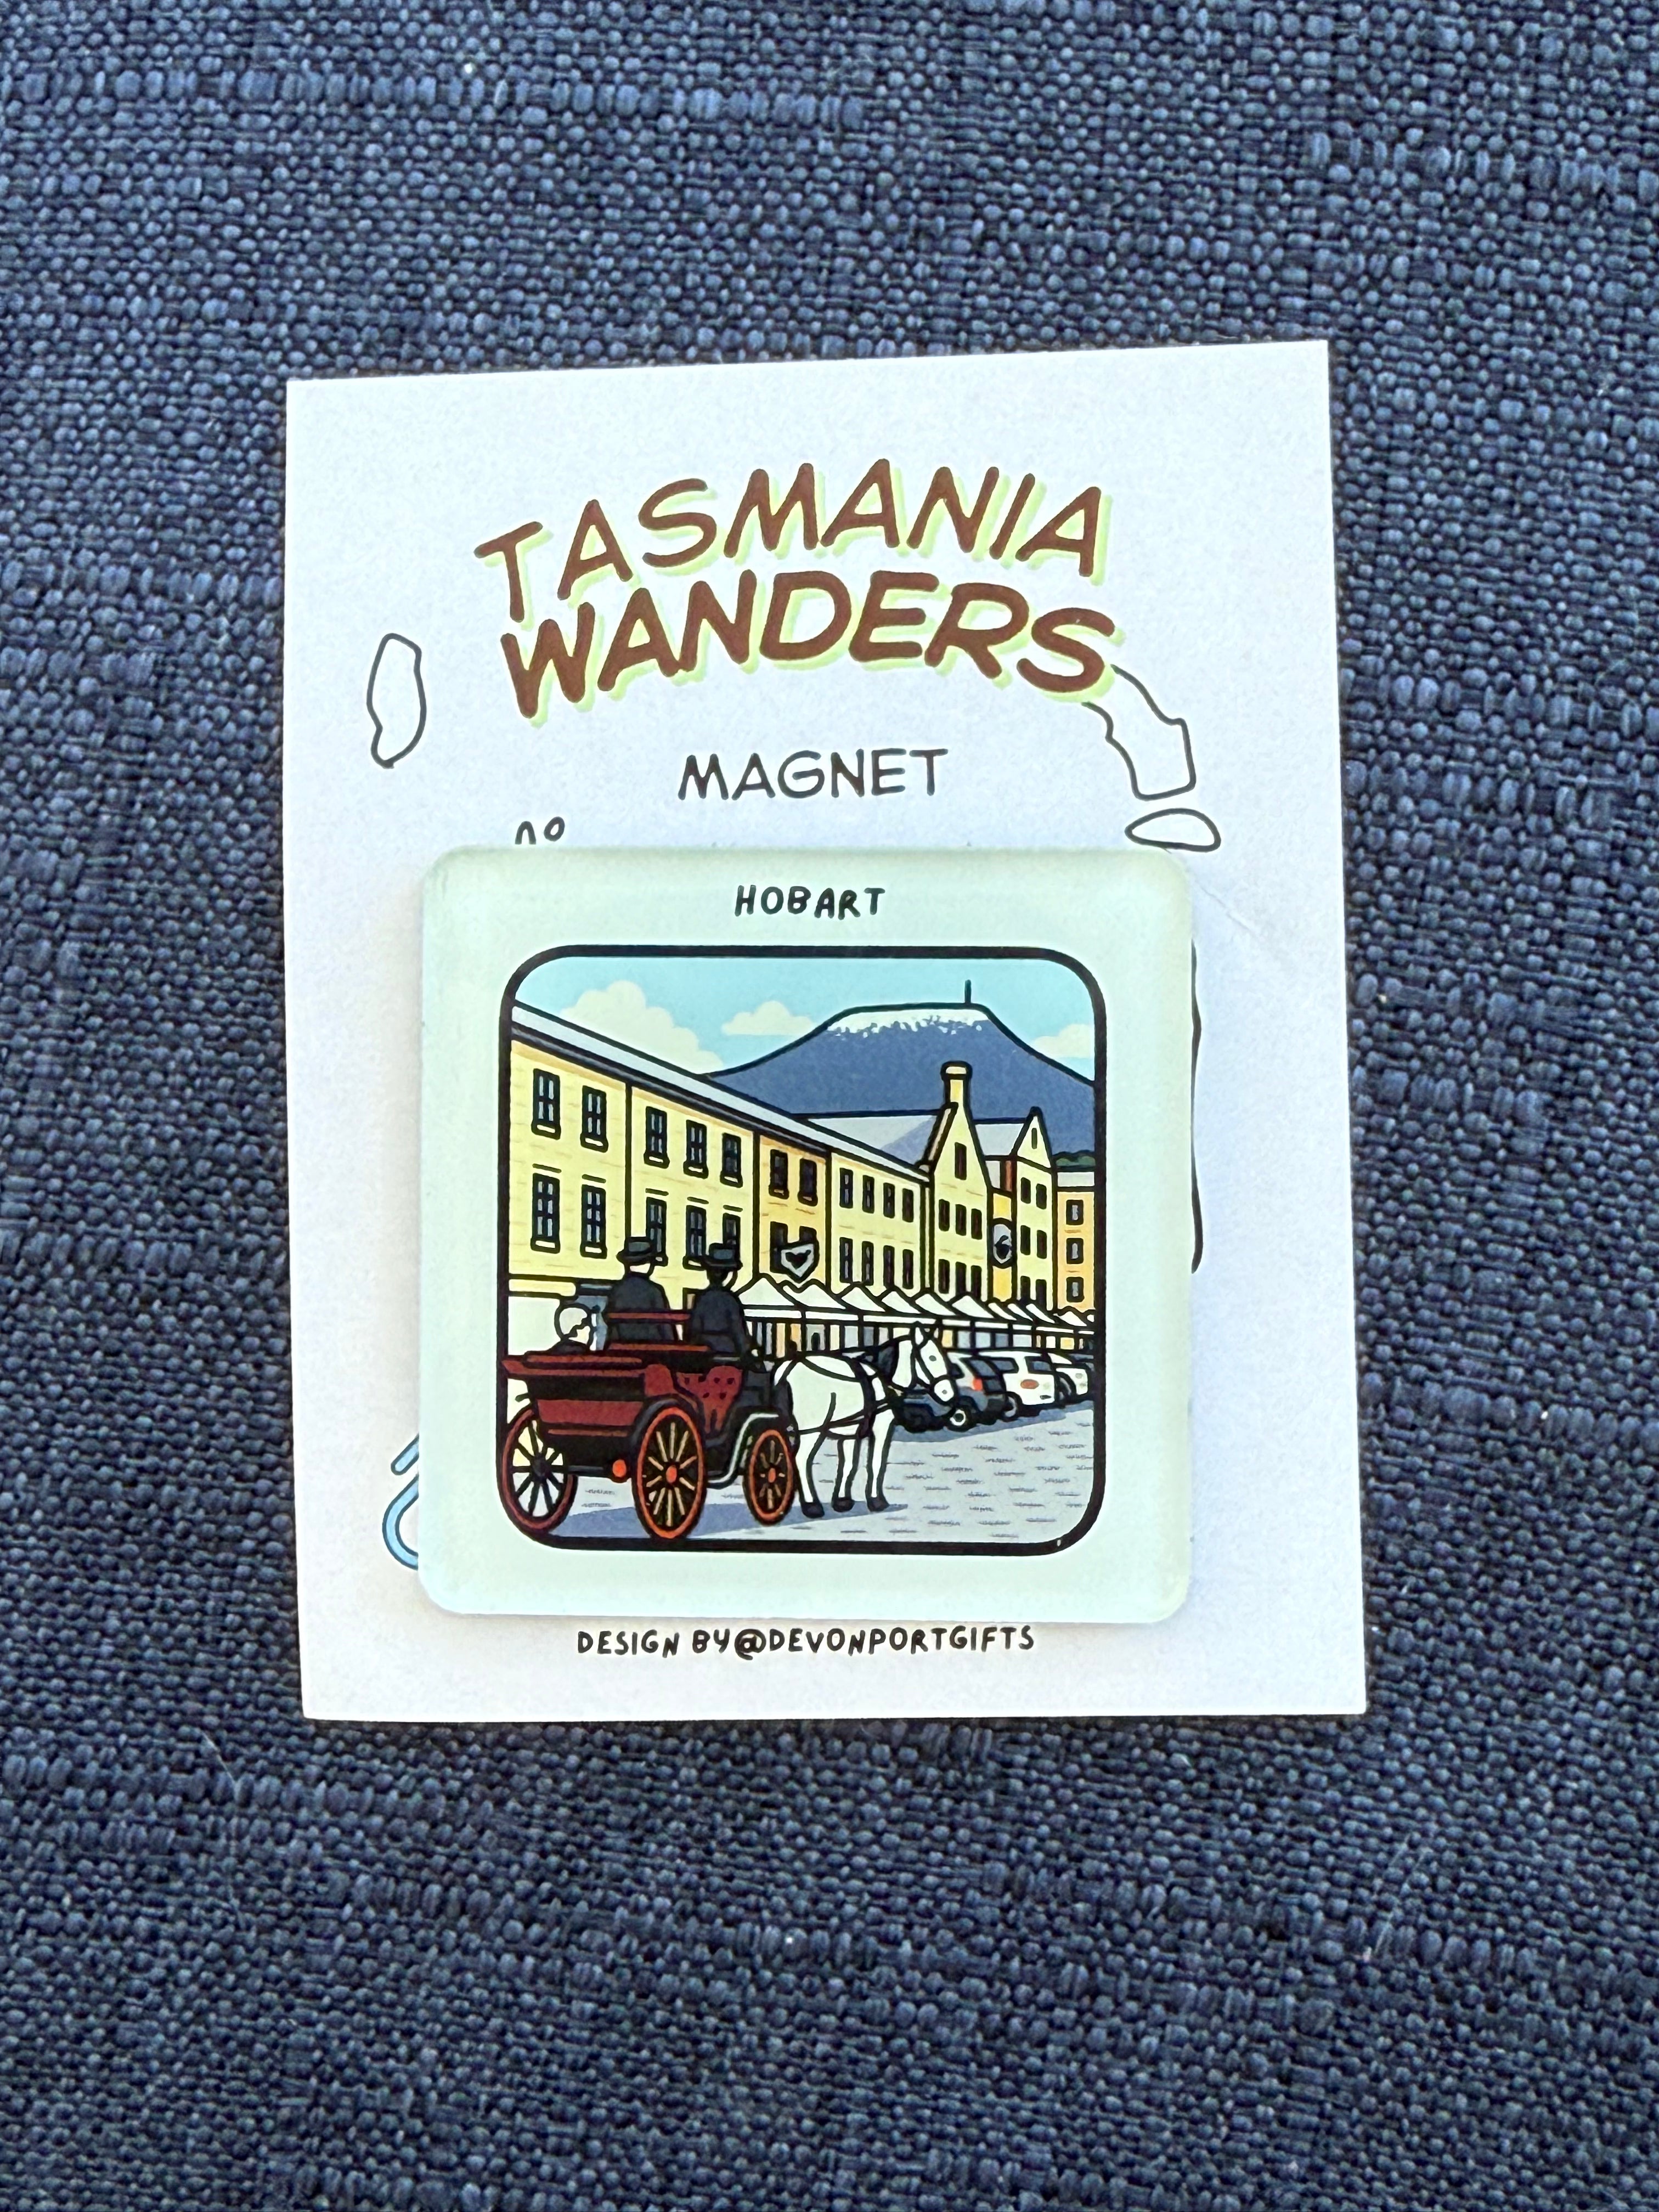 TASMANIA
WANDERS
MAGNET
HOBART
DESIGN BY@DEVONPORTGIFTS